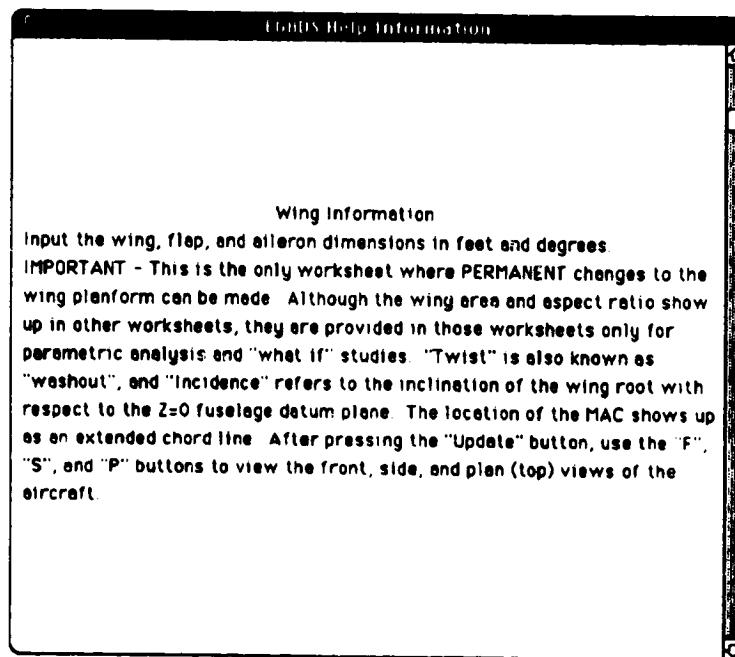 Help Information
Wing Information
Input the wing, flap, and aileron dimensions in feet and degrees.
IMPORTANT - This is the only worksheet where PERMANENT changes to the
wing planform can be made. Although the wing area and aspect ratio show
up in other worksheets, they are provided in those worksheets only for
parametric analysis and "what if" studies. "Twist" is also known as
"washout", and "Incidence" refers to the inclination of the wing root with
respect to the Z=0 fuselage datum plane. The location of the MAC shows up
as an extended chord line. After pressing the "Update" button, use the "F",
"S", and "P" buttons to view the front, side, and plan (top) views of the
aircraft.